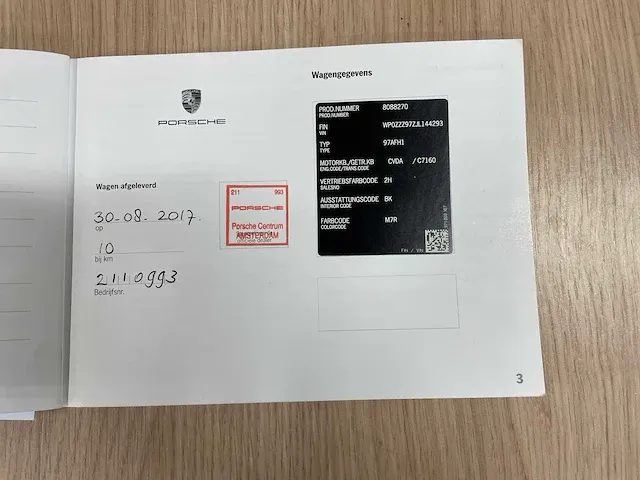 PORSCHE
Wagen afgeleverd
30-08-2017.
op
10
bij km
2110993
Bedrijfsnr.
211 993
PORSCHE
Porsche Centrum
AMSTERDAM
Wagengegevens
PROD.NUMMER 8088270
PROD.NUMBER
FIN WP0ZZZ97ZJL144293
VIN
TYP 97AFH1
TYPE
MOTORKB./GETR.KB CVDA /C7160
ENG.CODE/TRANS.CODE
VERTRIEBSFARBCODE 2H
SALESNO
AUSSTATTUNGSCODE BK
INTERIOR CODE
FARBCODE M7R
COLORCODE
FIN / VIN
3